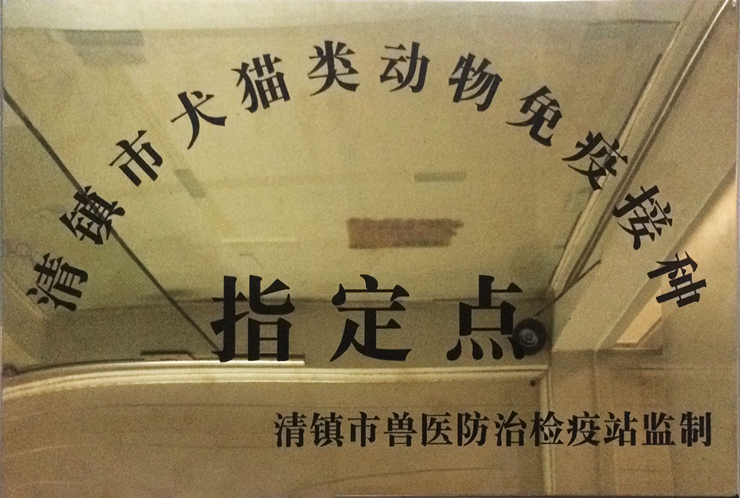 清镇市犬猫类动物免疫接种
指定点
清镇市兽医防治检疫站监制